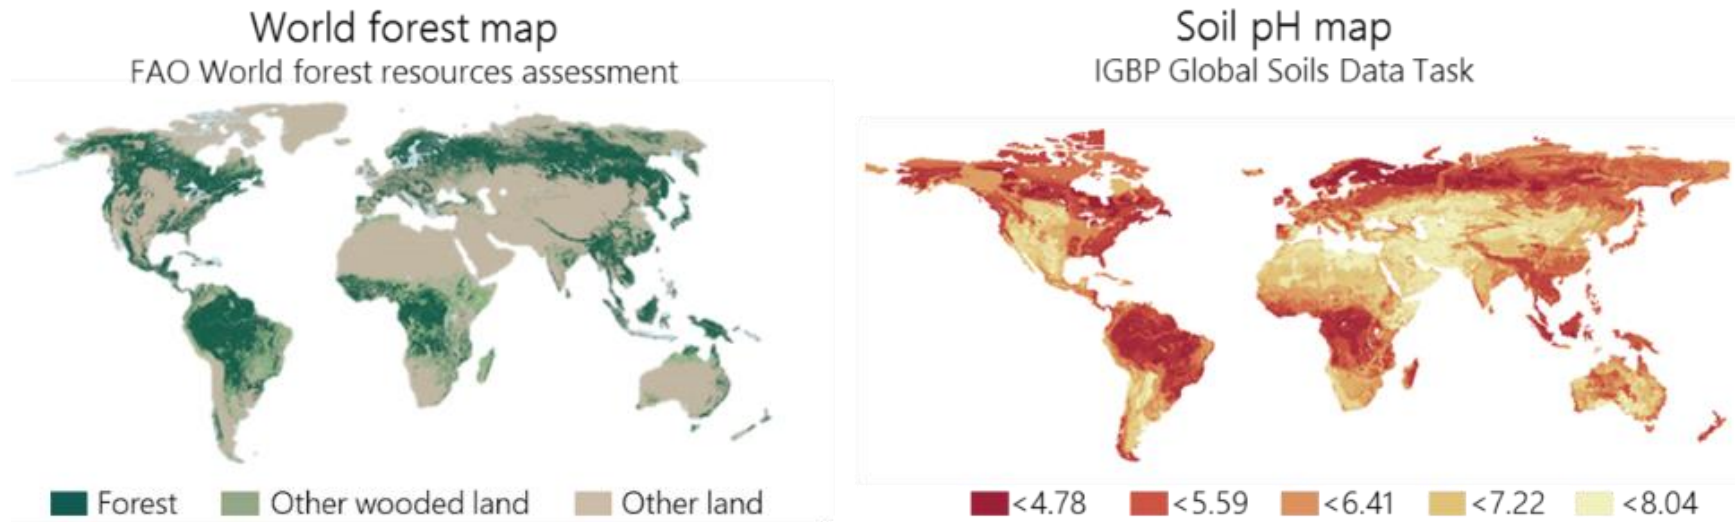 World forest map
FAO World forest resources assessment
Forest
Other wooded land
Other land
Soil pH map
IGBP Global Soils Data Task
<4.78
<5.59
<6.41
<7.22
<8.04